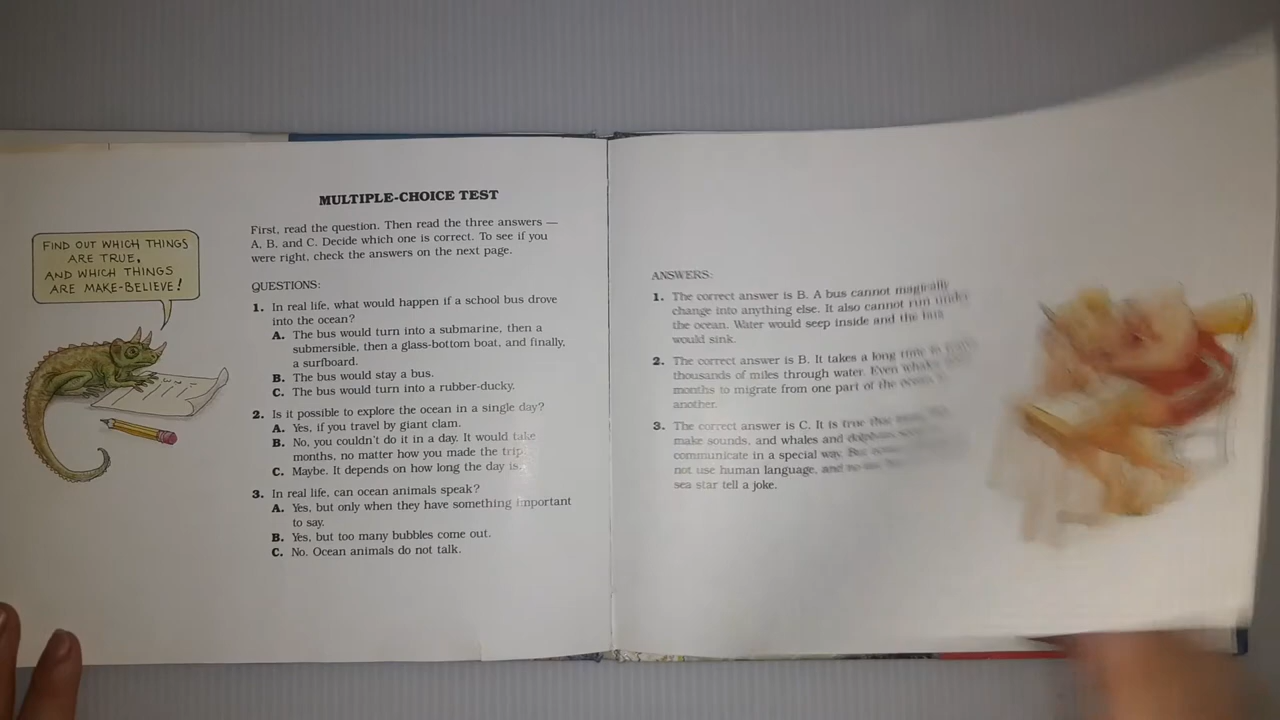 FIND OUT WHICH THINGS
ARE TRUE,
AND WHICH THINGS
ARE MAKE-BELIEVE!
MULTIPLE-CHOICE TEST
First, read the question. Then read the three answers —
A, B, and C. Decide which one is correct. To see if you
were right, check the answers on the next page.
QUESTIONS:
1. In real life, what would happen if a school bus drove
into the ocean?
A. The bus would turn into a submarine, then a
submersible, then a glass-bottom boat, and finally,
a surfboard.
B. The bus would stay a bus.
C. The bus would turn into a rubber-ducky.
2. Is it possible to explore the ocean in a single day?
A. Yes, if you travel by giant clam.
B. No, you couldn't do it in a day. It would take
months, no matter how you made the trip.
C. Maybe. It depends on how long the day is.
3. In real life, can ocean animals speak?
A. Yes, but only when they have something important
to say.
B. Yes, but too many bubbles come out.
C. No. Ocean animals do not talk.
ANSWERS:
1. The correct answer is B. A bus cannot magically
change into anything else. It also cannot run under
the ocean. Water would seep inside and the bus
would sink.
2. The correct answer is B. It takes a long time to
thousands of miles through water. Even whales
months to migrate from one part of the ocean to
another.
3. The correct answer is C. It is true that
make sounds, and whales and dolphins
communicate in a special way. But
not use human language, and no
sea star tell a joke.